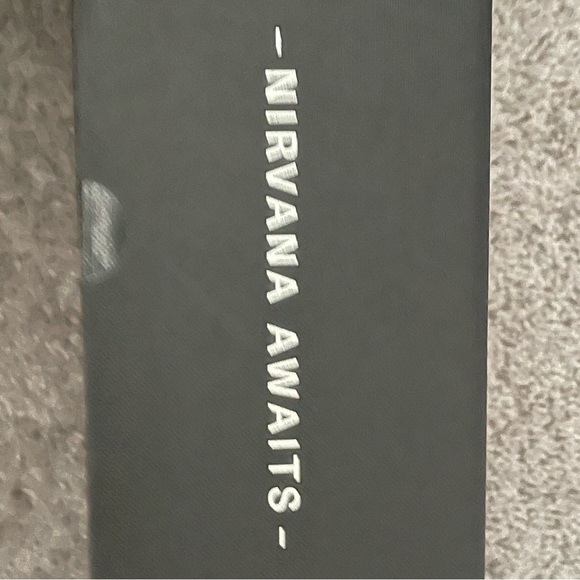 - NIRVANA AWAITS -